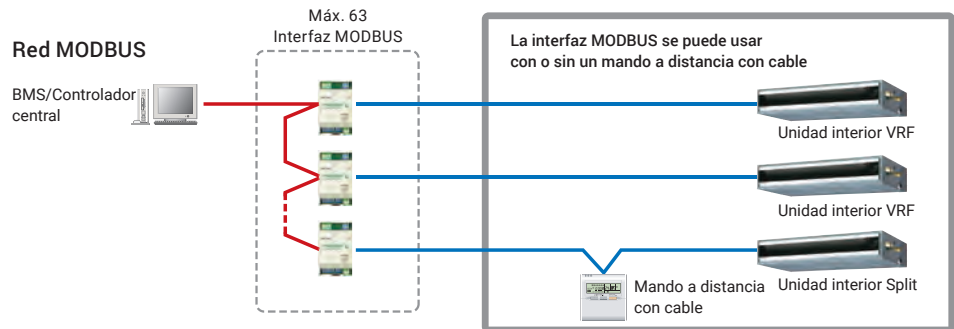 Máx. 63
Interfaz MODBUS
Red MODBUS
La interfaz MODBUS se puede usar
con o sin un mando a distancia con cable
BMS/Controlador
central
Unidad interior VRF
Unidad interior VRF
Unidad interior Split
Mando a distancia
con cable